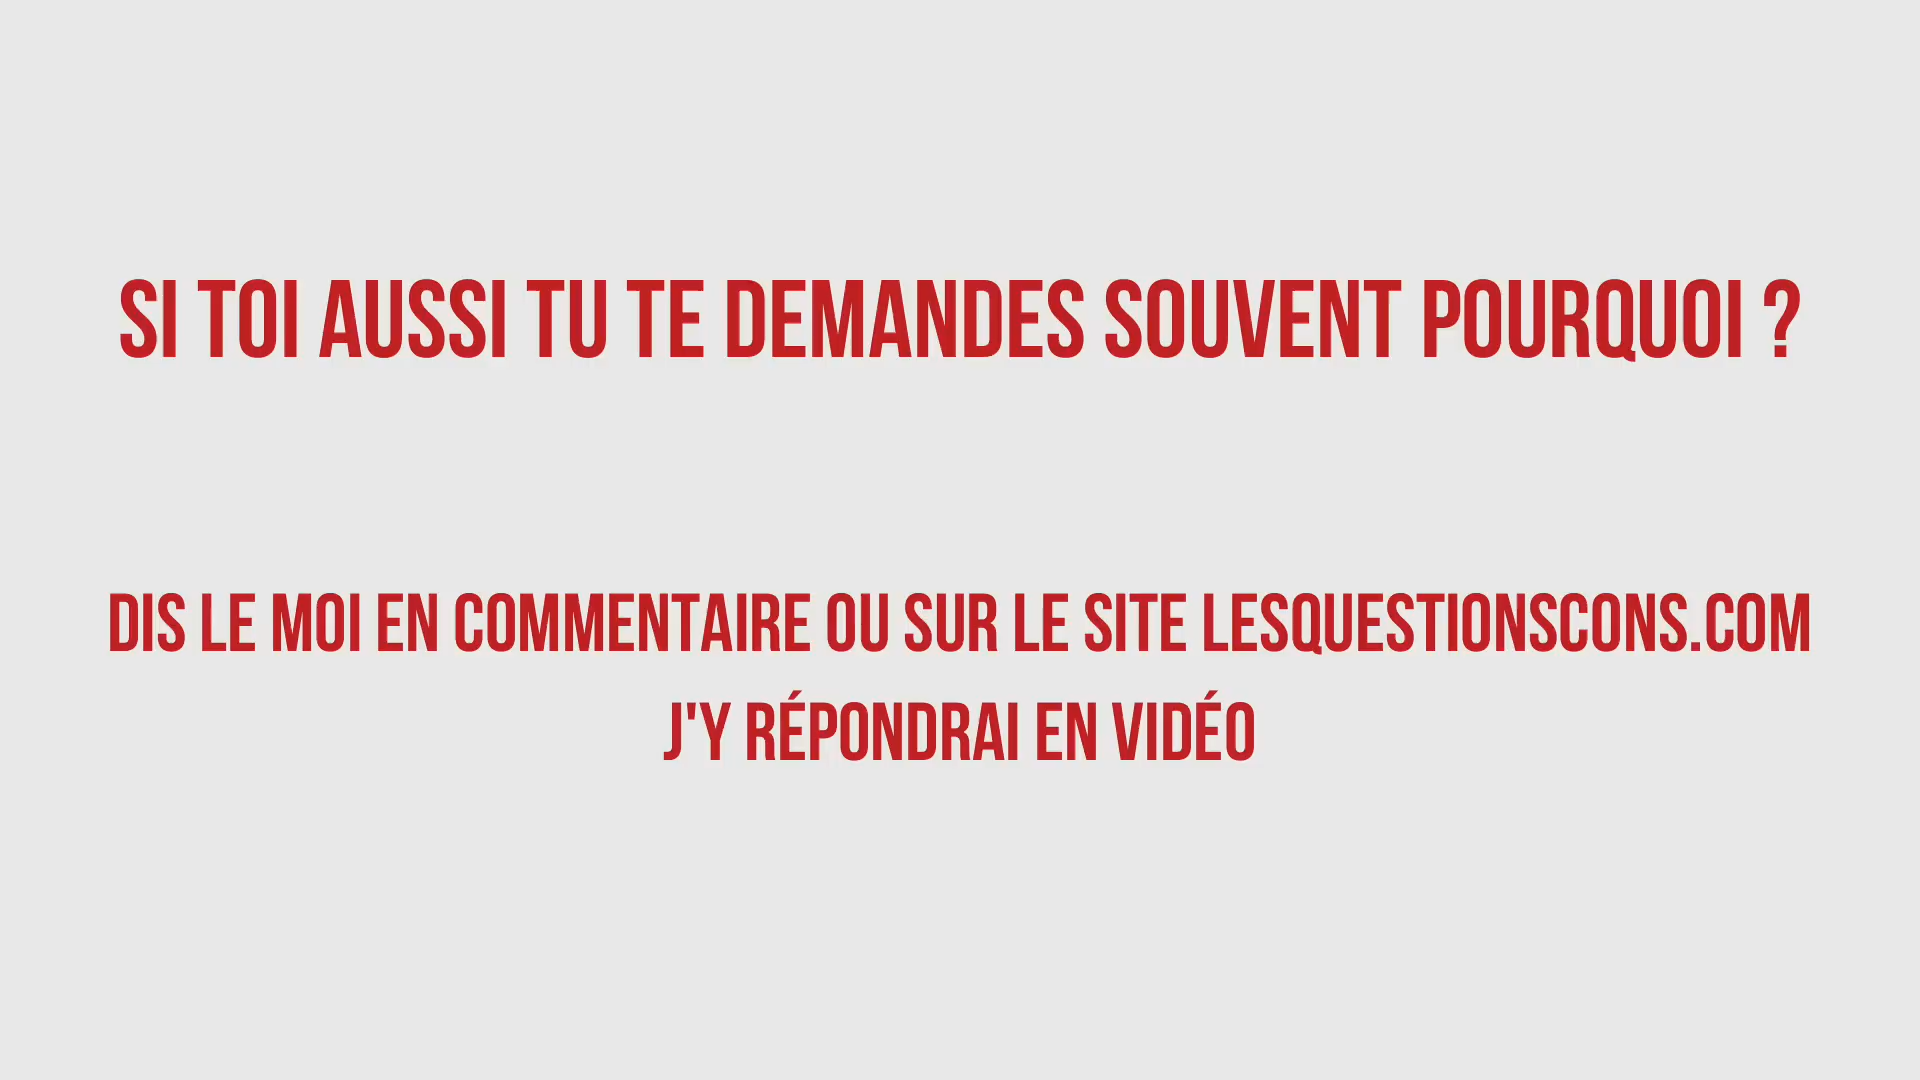 SI TOI AUSSI TU TE DEMANDES SOUVENT POURQUOI ?
DIS LE MOI EN COMMENTAIRE OU SUR LE SITE LESQUESTIONSCONS.COM
J'Y RÉPONDRAI EN VIDÉO